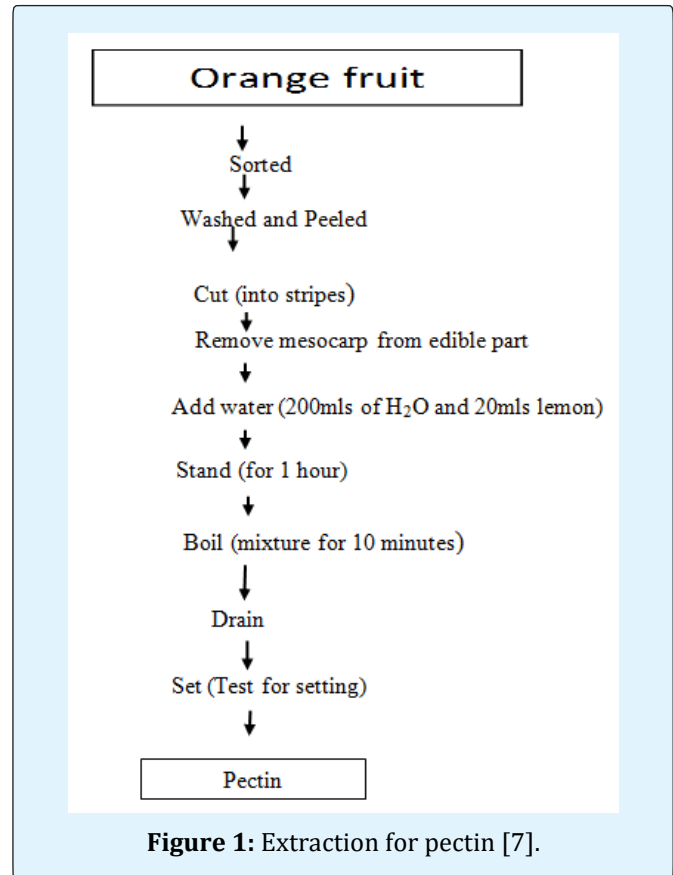 Orange fruit
Sorted
Washed and Peeled
Cut (into stripes)
Remove mesocarp from edible part
Add water (200mls of H₂O and 20mls lemon)
Stand (for 1 hour)
Boil (mixture for 10 minutes)
Drain
Set (Test for setting)
Pectin
Figure 1: Extraction for pectin [7].